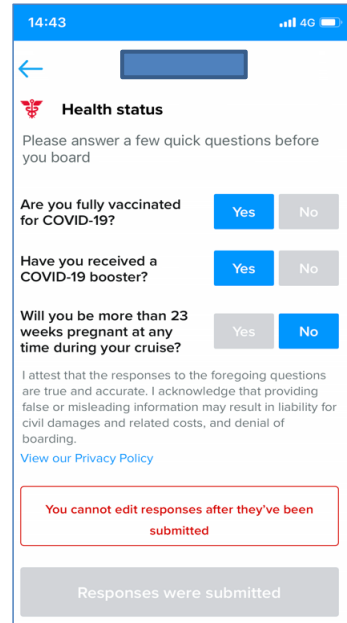 14:43 4G
Health status
Please answer a few quick questions before
you board
Are you fully vaccinated
for COVID-19?
Yes No
Have you received a
COVID-19 booster?
Yes No
Will you be more than 23
weeks pregnant at any
time during your cruise?
Yes No
I attest that the responses to the foregoing questions
are true and accurate. I acknowledge that providing
false or misleading information may result in liability for
civil damages and related costs, and denial of
boarding.
View our Privacy Policy
You cannot edit responses after they've been
submitted
Responses were submitted